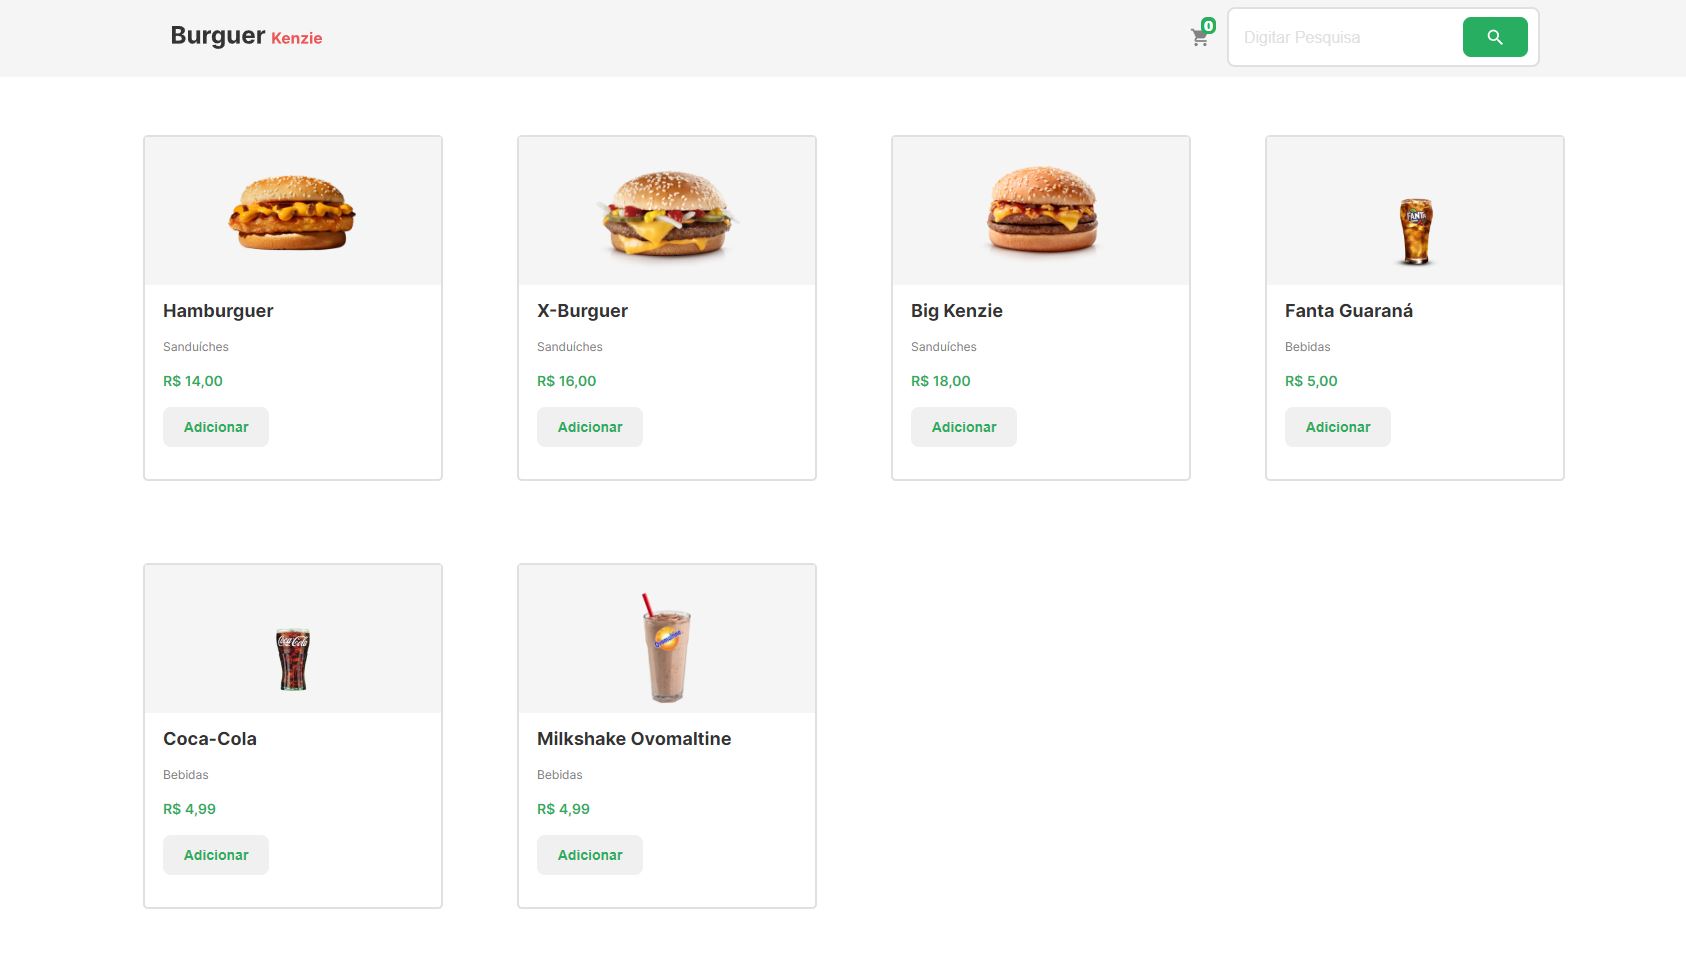 Burguer Kenzie
0
Digitar Pesquisa
FANTA
Hamburguer
Sanduíches
R$ 14,00
Adicionar
X-Burguer
Sanduíches
R$ 16,00
Adicionar
Big Kenzie
Sanduíches
R$ 18,00
Adicionar
Fanta Guaraná
Bebidas
R$ 5,00
Adicionar
Coca-Cola
Coca-Cola
Bebidas
R$ 4,99
Adicionar
Ovomaltine
Milkshake Ovomaltine
Bebidas
R$ 4,99
Adicionar